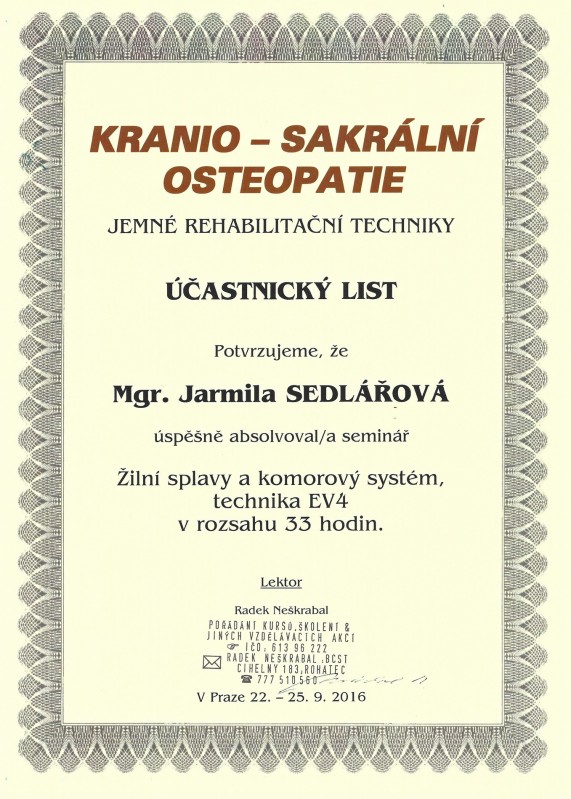 KRANIO – SAKRÁLNÍ
OSTEOPATIE
JEMNÉ REHABILITAČNÍ TECHNIKY
ÚČASTNICKÝ LIST
Potvrzujeme, že
Mgr. Jarmila SEDLÁŘOVÁ
úspěšně absolvoval/a seminář
Žilní splavy a komorový systém,
technika EV4
v rozsahu 33 hodin.
Lektor
Radek Neškrabal
POŘÁDÁNÍ KURSŮ,ŠKOLENÍ &
JINÝCH VZDĚLÁVACÍCH AKCÍ
IČO: 613 96 222
RADEK NEŠKRABAL .BCST
CIHELNY 183,ROHATEC
777 510 560
V Praze 22. – 25. 9. 2016